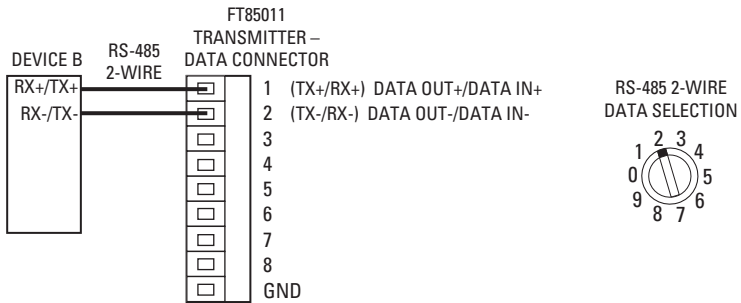 FT85011
TRANSMITTER –
DATA CONNECTOR
DEVICE B
RS-485
2-WIRE
RX+/TX+
RX-/TX-
1 (TX+/RX+) DATA OUT+/DATA IN+
2 (TX-/RX-) DATA OUT-/DATA IN-
3
4
5
6
7
8
GND
RS-485 2-WIRE
DATA SELECTION
2 3
1 4
0 5
9 6
8 7